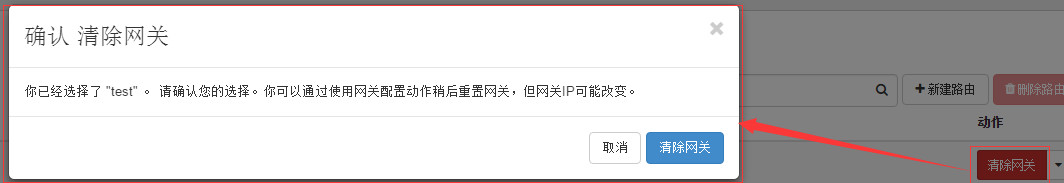 确认 清除网关
×
你已经选择了 "test" 。 请确认您的选择。你可以通过使用网关配置动作稍后重置网关，但网关IP可能改变。
取消
清除网关
+新建路由
删除路由
动作
清除网关